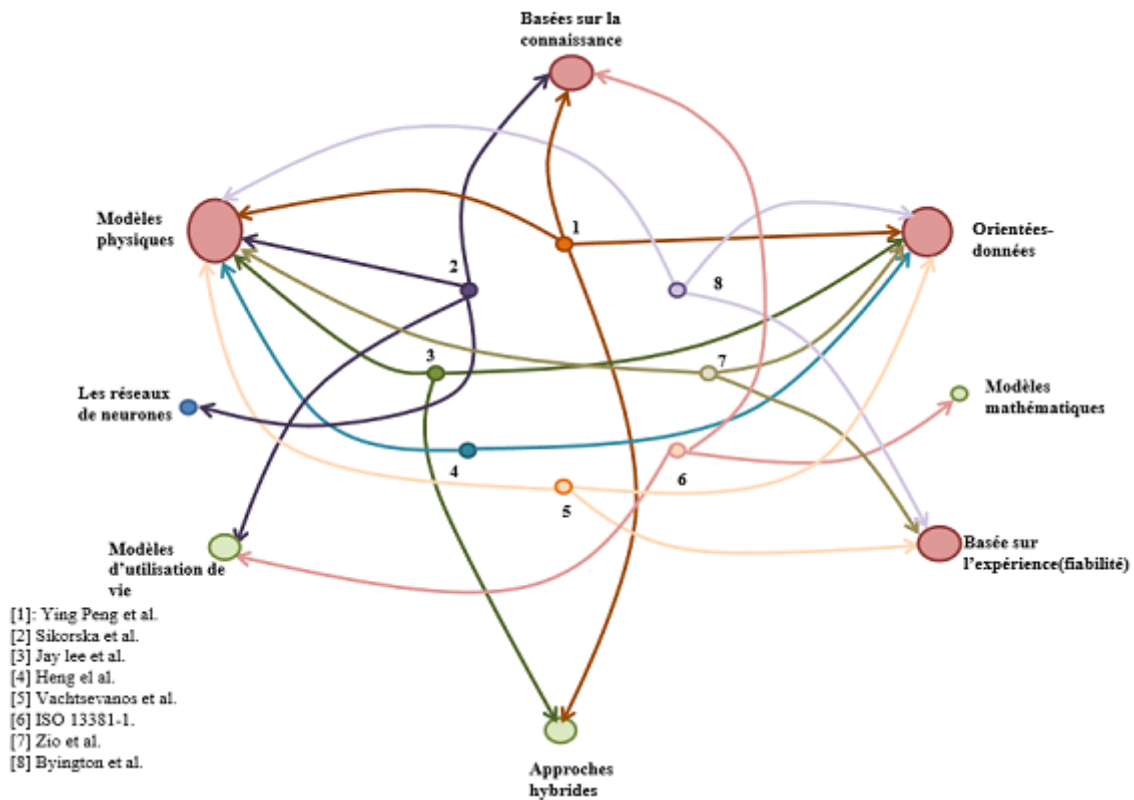 Basées sur la
connaissance
Modèles
physiques
1
Orientées-
données
2
8
3
7
Les réseaux
de neurones
Modèles
mathématiques
4
6
5
Modèles
d'utilisation de
vie
Basée sur
l'expérience(fiabilité)
[1]: Ying Peng et al.
[2] Sikorska et al.
[3] Jay lee et al.
[4] Heng el al.
[5] Vachtsevanos et al.
[6] ISO 13381-1.
[7] Zio et al.
[8] Byington et al.
Approches
hybrides